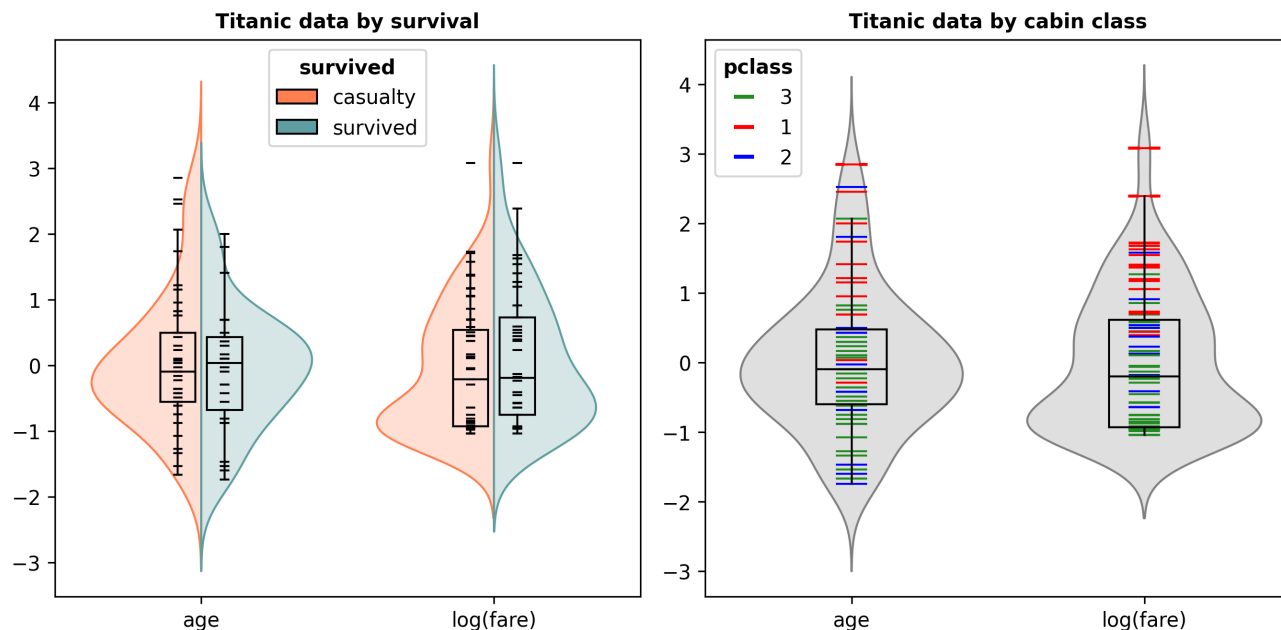 Titanic data by survival
survived
casualty
survived
4
3
2
1
0
−1
−2
−3
age
log(fare)
Titanic data by cabin class
pclass
3
1
2
4
3
2
1
0
−1
−2
−3
age
log(fare)